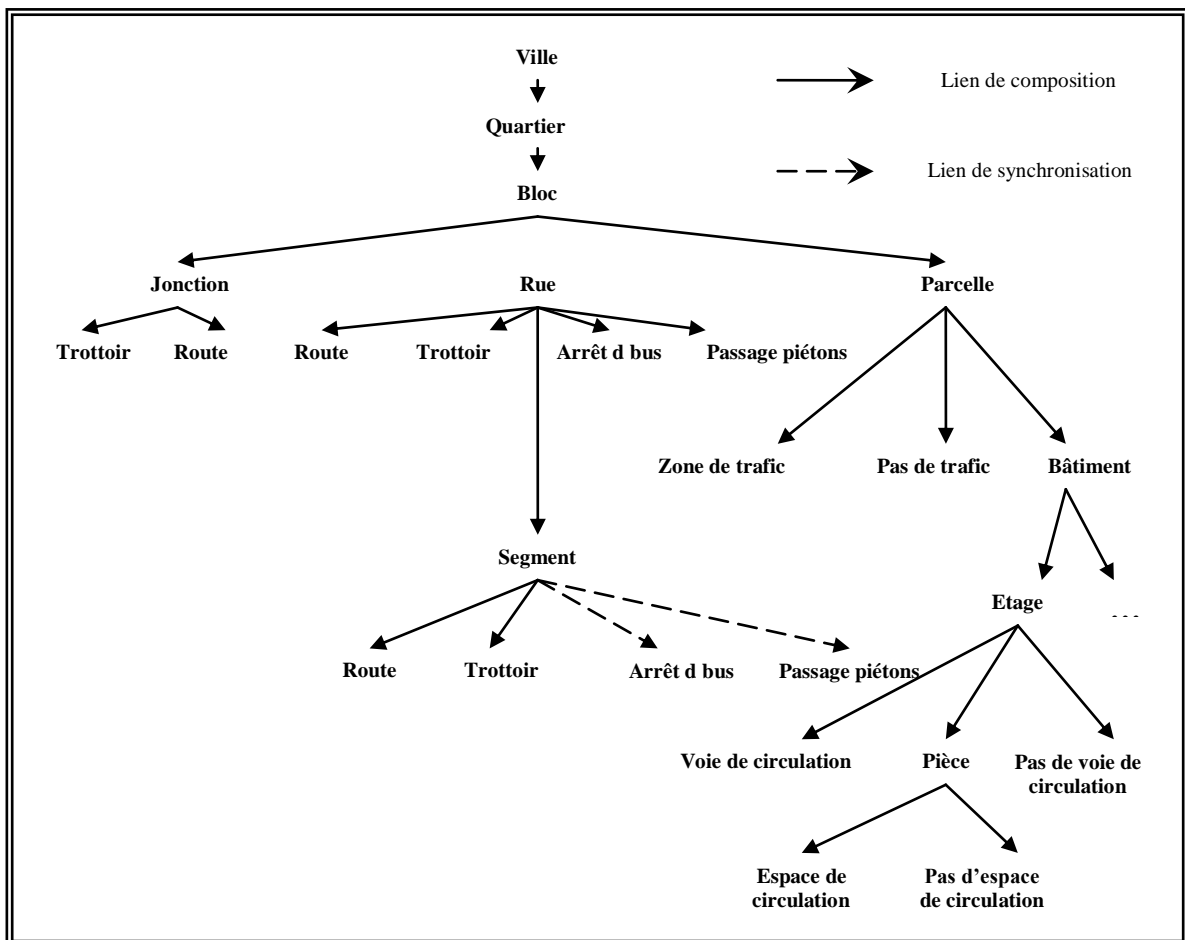 Ville
Lien de composition
Quartier
Lien de synchronisation
Bloc
Jonction
Rue
Parcelle
Trottoir
Route
Route
Trottoir
Arrêt d bus
Passage piétons
Zone de trafic
Pas de trafic
Bâtiment
Segment
Etage
...
Route
Trottoir
Arrêt d bus
Passage piétons
Voie de circulation
Pièce
Pas de voie de
circulation
Espace de
circulation
Pas d’espace
de circulation